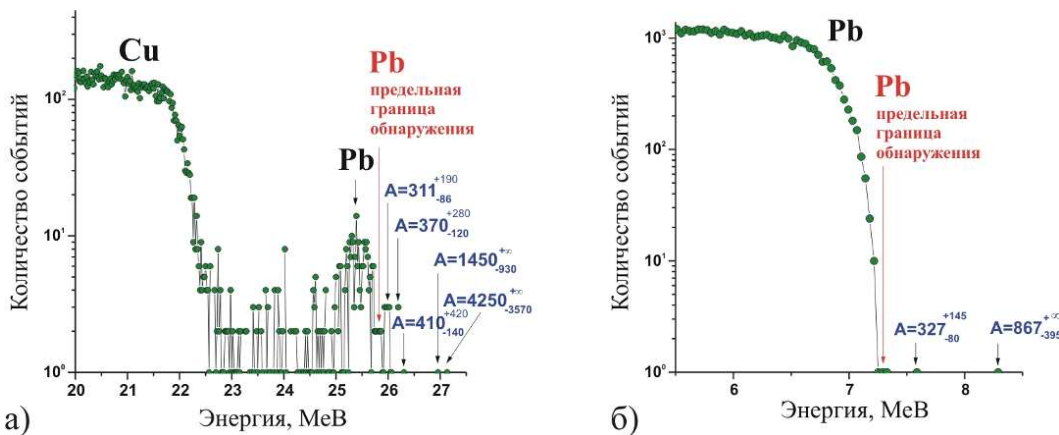 Количество событий
10²
10¹
10⁰
Cu
Pb
предельная
граница
обнаружения
Pb
A=311 +190 -86
A=370 +280 -120
A=1450 +∞ -930
A=4250 +∞ -3570
A=410 +420 -140
20 21 22 23 24 25 26 27
Энергия, МеВ
а)
Количество событий
10³
10²
10¹
10⁰
Pb
Pb
предельная
граница
обнаружения
A=327 +145 -80
A=867 +∞ -395
6 7 8
Энергия, МеВ
б)